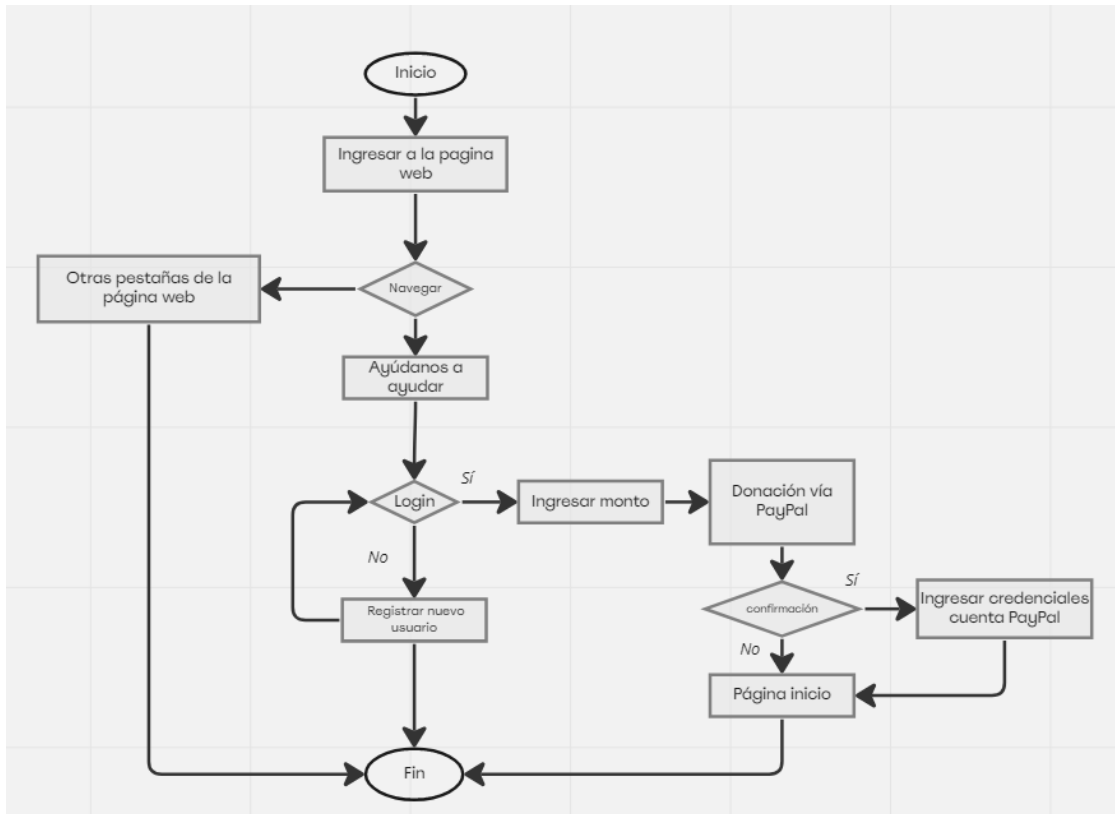 Inicio
Ingresar a la pagina
web
Navegar
Otras pestañas de la
página web
Ayúdanos a
ayudar
Login
Sí
Ingresar monto
Donación vía
PayPal
No
Registrar nuevo
usuario
confirmación
Sí
Ingresar credenciales
cuenta PayPal
No
Página inicio
Fin